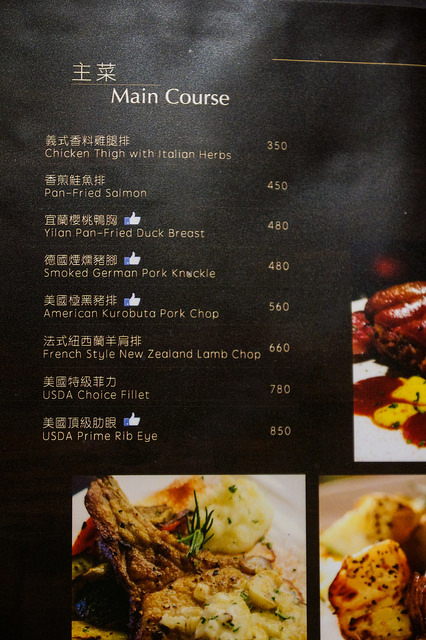 主菜
Main Course
義式香料雞腿排
Chicken Thigh with Italian Herbs 350
香煎鮭魚排
Pan-Fried Salmon 450
宜蘭櫻桃鴨胸
Yilan Pan-Fried Duck Breast 480
德國煙燻豬腳
Smoked German Pork Knuckle 480
美國極黑豬排
American Kurobuta Pork Chop 560
法式紐西蘭羊肩排
French Style New Zealand Lamb Chop 660
美國特級菲力
USDA Choice Fillet 780
美國頂級肋眼
USDA Prime Rib Eye 850